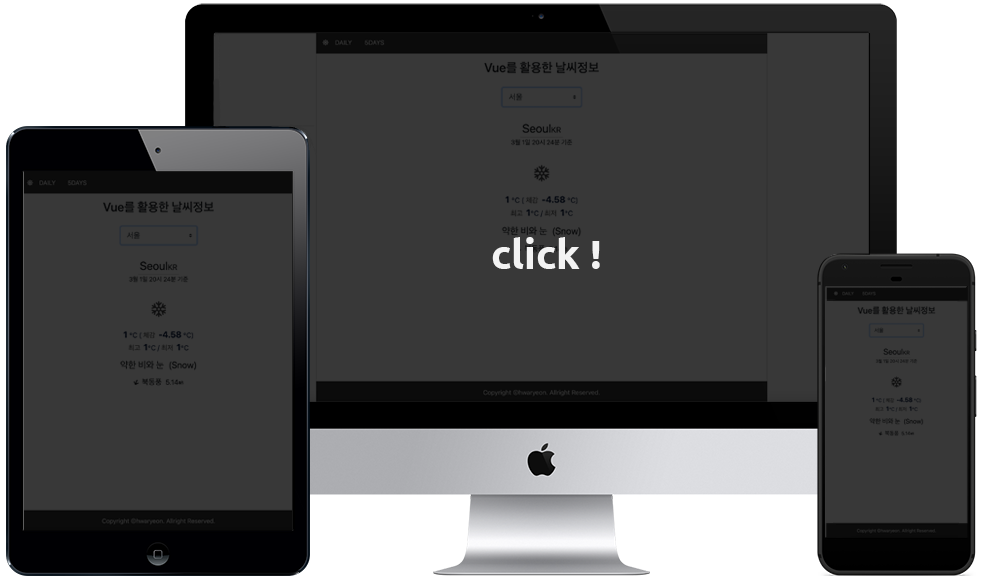 DAILY 5DAYS
Vue를 활용한 날씨정보
서울
SeoulKR
3월 1일 20시 24분 기준
1 °C ( 체감 -4.58 °C)
최고 1°C / 최저 1°C
약한 비와 눈 (Snow)
click !
Copyright ©hwaryeon. Allright Reserved.
DAILY 5DAYS
Vue를 활용한 날씨정보
서울
SeoulKR
3월 1일 20시 24분 기준
1 °C ( 체감 -4.58 °C)
최고 1°C / 최저 1°C
약한 비와 눈 (Snow)
북동풍 5.14㎧
Copyright ©hwaryeon. Allright Reserved.
DAILY 5DAYS
Vue를 활용한 날씨정보
서울
SeoulKR
3월 1일 20시 24분 기준
1 °C ( 체감 -4.58 °C)
최고 1°C / 최저 1°C
약한 비와 눈 (Snow)
북동풍 5.14㎧
Copyright ©hwaryeon. Allright Reserved.